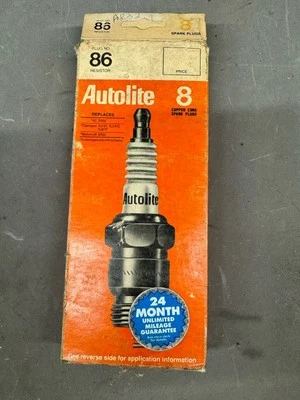 86
8
SPARK PLUGS
PLUG NO.
86
RESISTOR
PRICE
Autolite
8
COPPER CORE
SPARK PLUGS
REPLACES
Autolite
24
MONTH
UNLIMITED
MILEAGE
GUARANTEE
See reverse side for application information